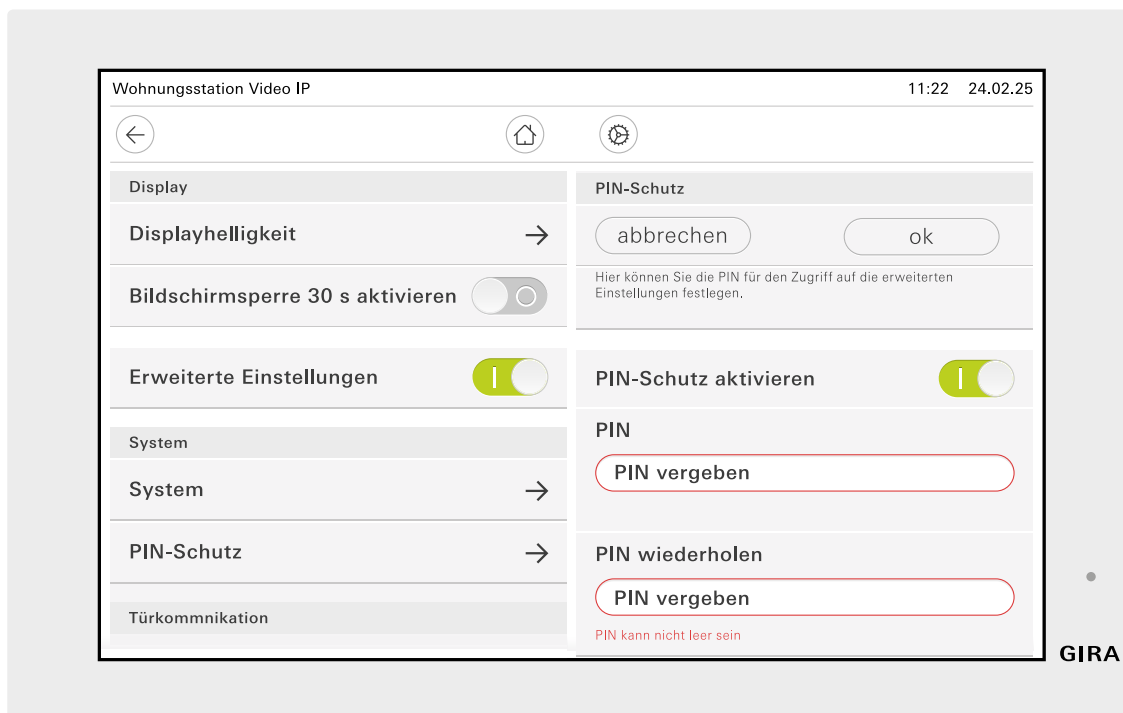 Wohnungsstation Video IP
11:22 24.02.25
Display
Displayhelligkeit
Bildschirmsperre 30 s aktivieren
Erweiterte Einstellungen
System
System
PIN-Schutz
Türkommnikation
PIN-Schutz
abbrechen ok
Hier können Sie die PIN für den Zugriff auf die erweiterten
Einstellungen festlegen.
PIN-Schutz aktivieren
PIN
PIN vergeben
PIN wiederholen
PIN vergeben
PIN kann nicht leer sein
GIRA